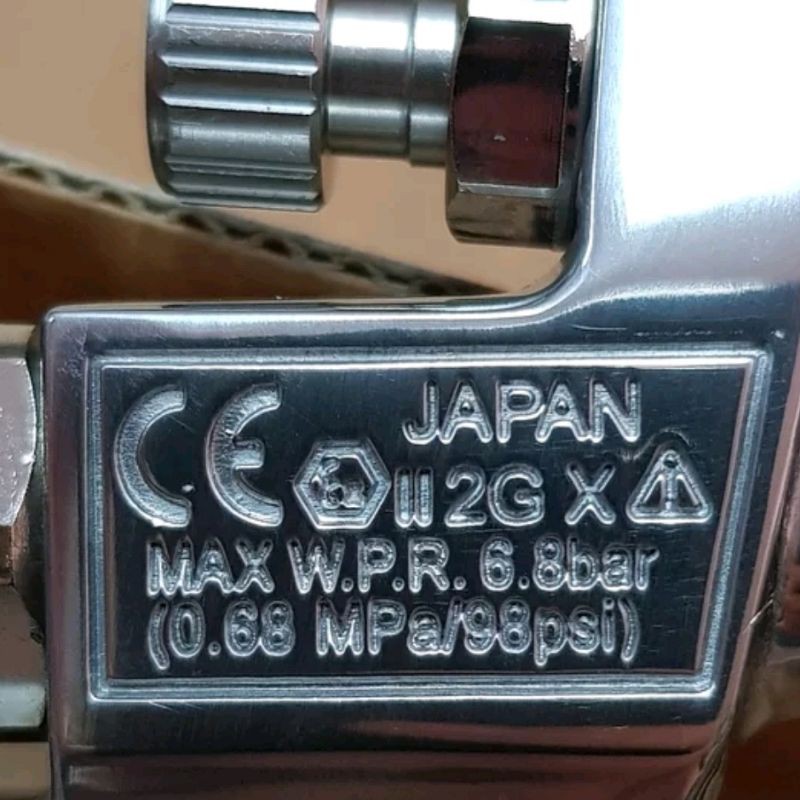 CE JAPAN
II 2G X
MAX W.P.R. 6.8bar
(0.68 MPa/98psi)